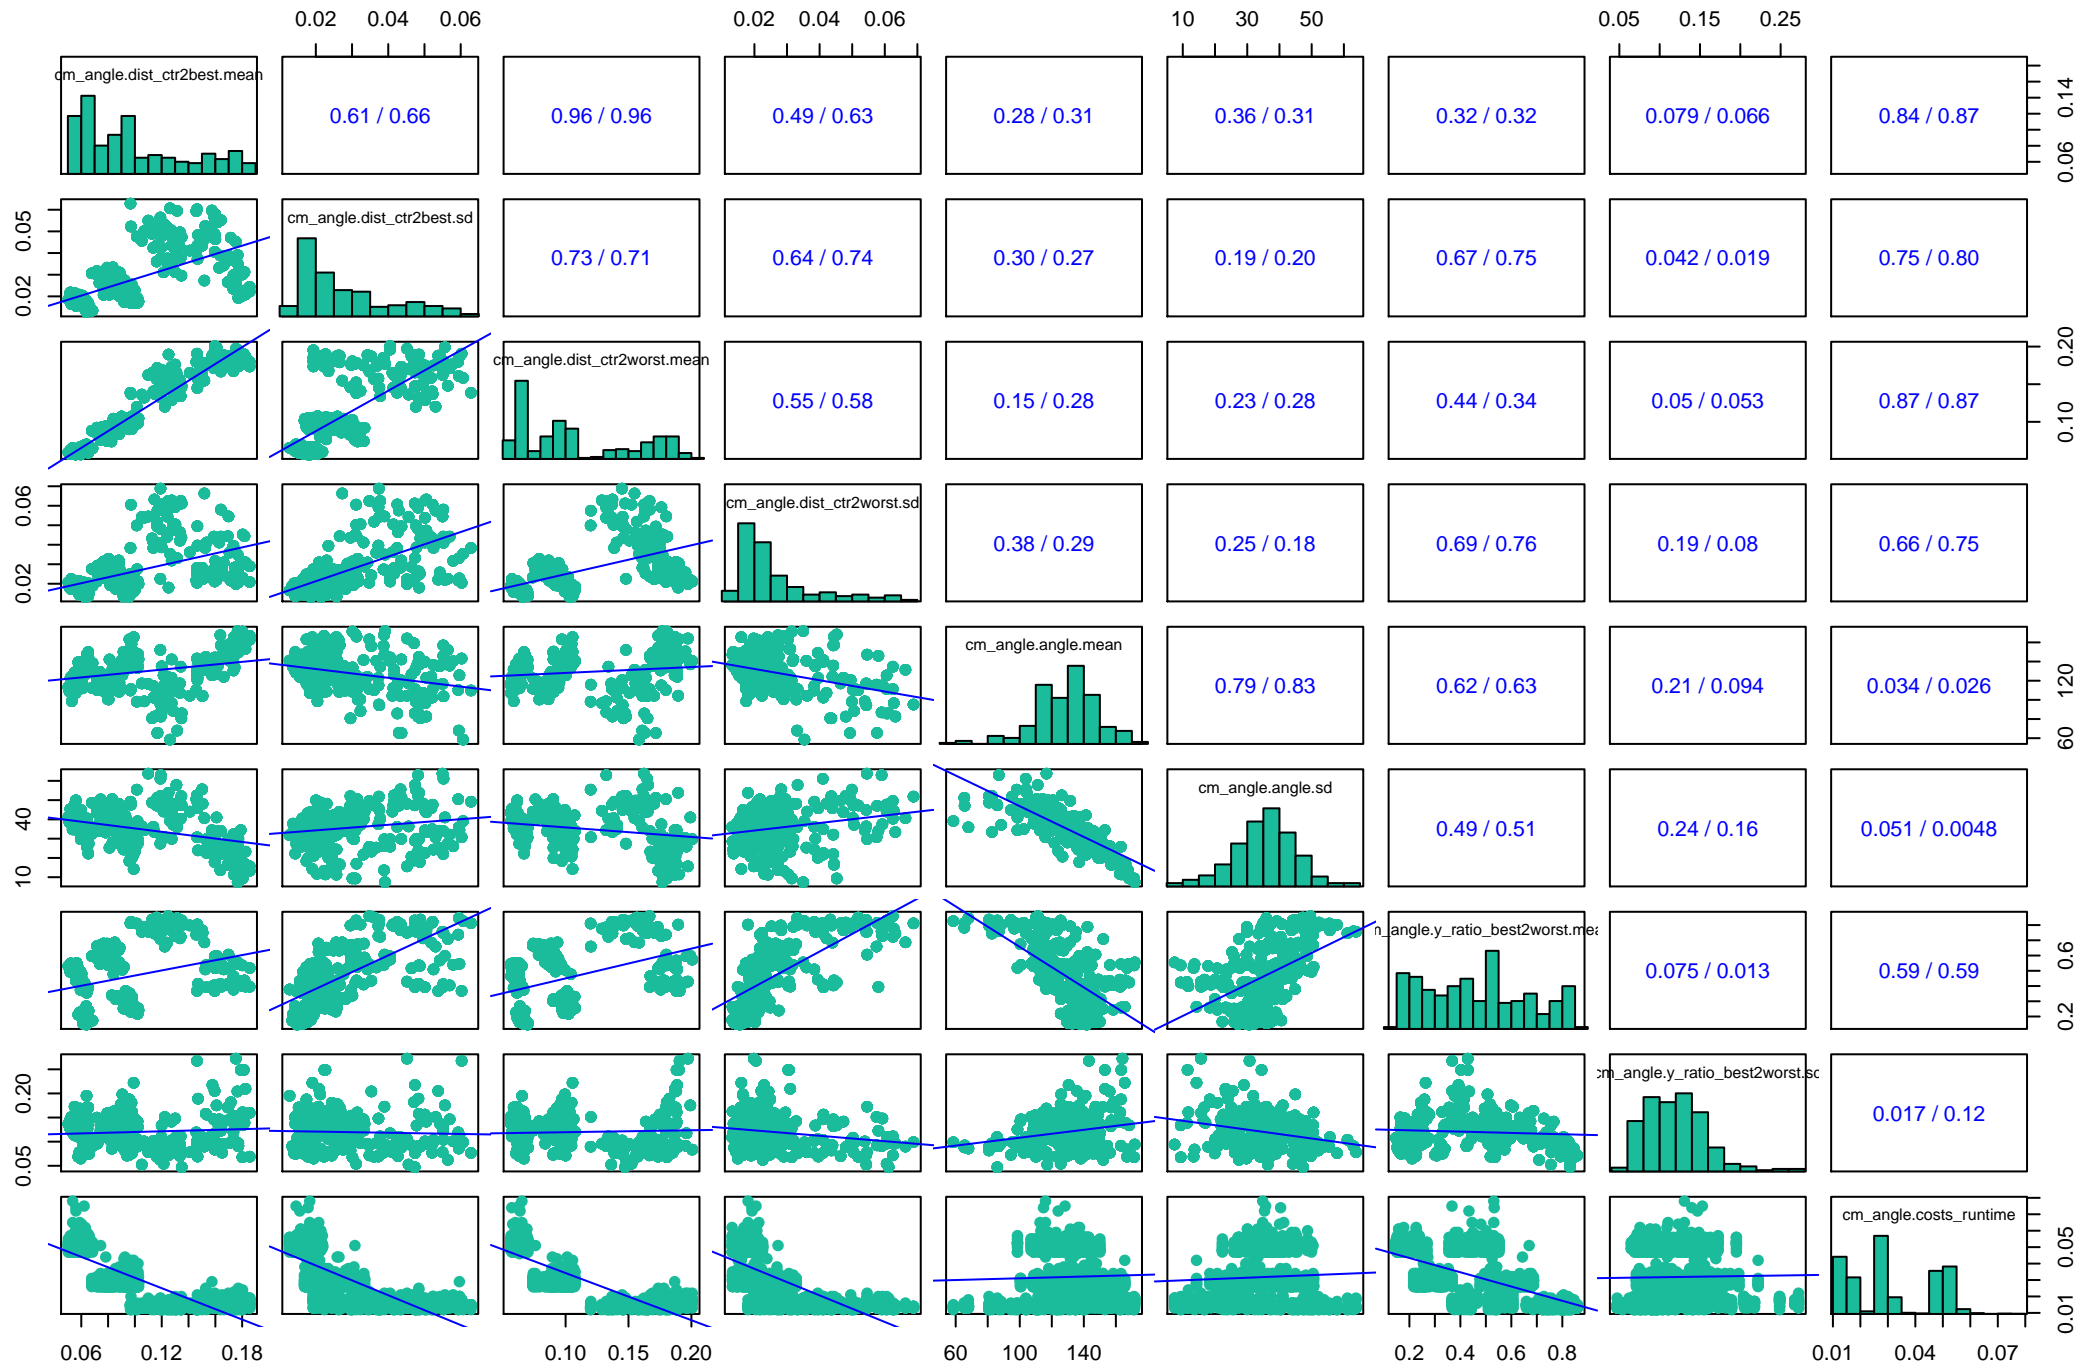 0.02 0.04 0.06 0.02 0.04 0.06 10 30 50 0.05 0.15 0.25
cm_angle.dist_ctr2best.mean 0.61 / 0.66 0.96 / 0.96 0.49 / 0.63 0.28 / 0.31 0.36 / 0.31 0.32 / 0.32 0.079 / 0.066 0.84 / 0.87 0.06 0.14
0.02 0.05 cm_angle.dist_ctr2best.sd 0.73 / 0.71 0.64 / 0.74 0.30 / 0.27 0.19 / 0.20 0.67 / 0.75 0.042 / 0.019 0.75 / 0.80
cm_angle.dist_ctr2worst.mean 0.55 / 0.58 0.15 / 0.28 0.23 / 0.28 0.44 / 0.34 0.05 / 0.053 0.87 / 0.87 0.10 0.20
0.02 0.06 cm_angle.dist_ctr2worst.sd 0.38 / 0.29 0.25 / 0.18 0.69 / 0.76 0.19 / 0.08 0.66 / 0.75
cm_angle.angle.mean 0.79 / 0.83 0.62 / 0.63 0.21 / 0.094 0.034 / 0.026 60 120
10 40 cm_angle.angle.sd 0.49 / 0.51 0.24 / 0.16 0.051 / 0.0048
n_angle.y_ratio_best2worst.mea 0.075 / 0.013 0.59 / 0.59 0.2 0.6
0.05 0.20 cm_angle.y_ratio_best2worst.sd 0.017 / 0.12
cm_angle.costs_runtime 0.01 0.05
0.06 0.12 0.18 0.10 0.15 0.20 60 100 140 0.2 0.4 0.6 0.8 0.01 0.04 0.07